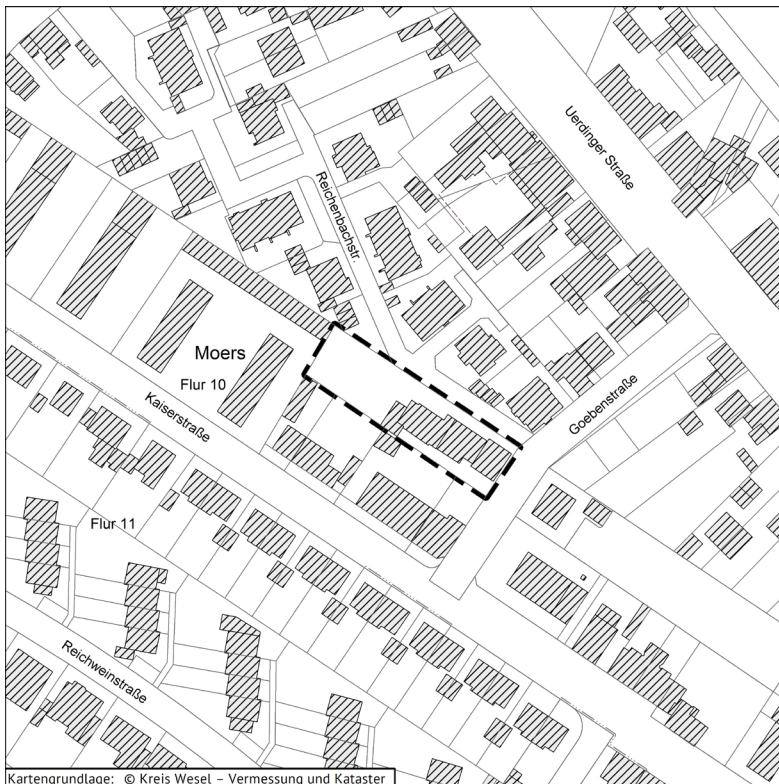 Uerdinger Straße
Reichenbachstr.
Moers
Flur 10
Kaiserstraße
Goebenstraße
Flur 11
Reichweinstraße
Kartengrundlage: © Kreis Wesel – Vermessung und Kataster